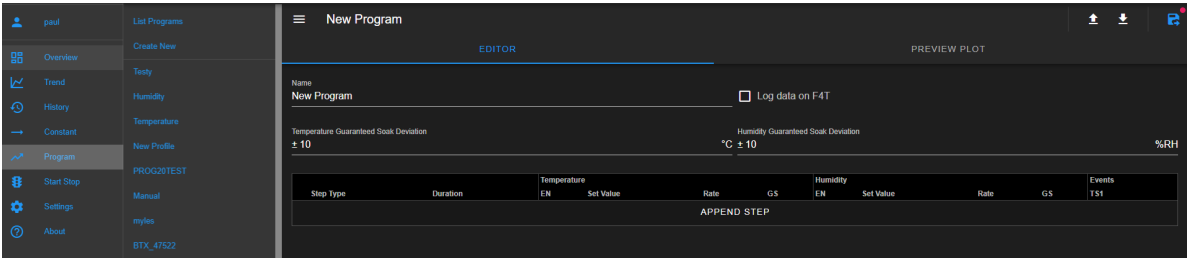 paul
Overview
Trend
History
Constant
Program
Start Stop
Settings
About
List Programs
Create New
Testy
Humidity
Temperature
New Profile
PROG20TEST
Manual
myles
BTX_47522
New Program
EDITOR
PREVIEW PLOT
Name
New Program
Log data on F4T
Temperature Guaranteed Soak Deviation
± 10 °C
Humidity Guaranteed Soak Deviation
± 10 %RH
Temperature Humidity Events
Step Type Duration EN Set Value Rate GS EN Set Value Rate GS TS1
APPEND STEP